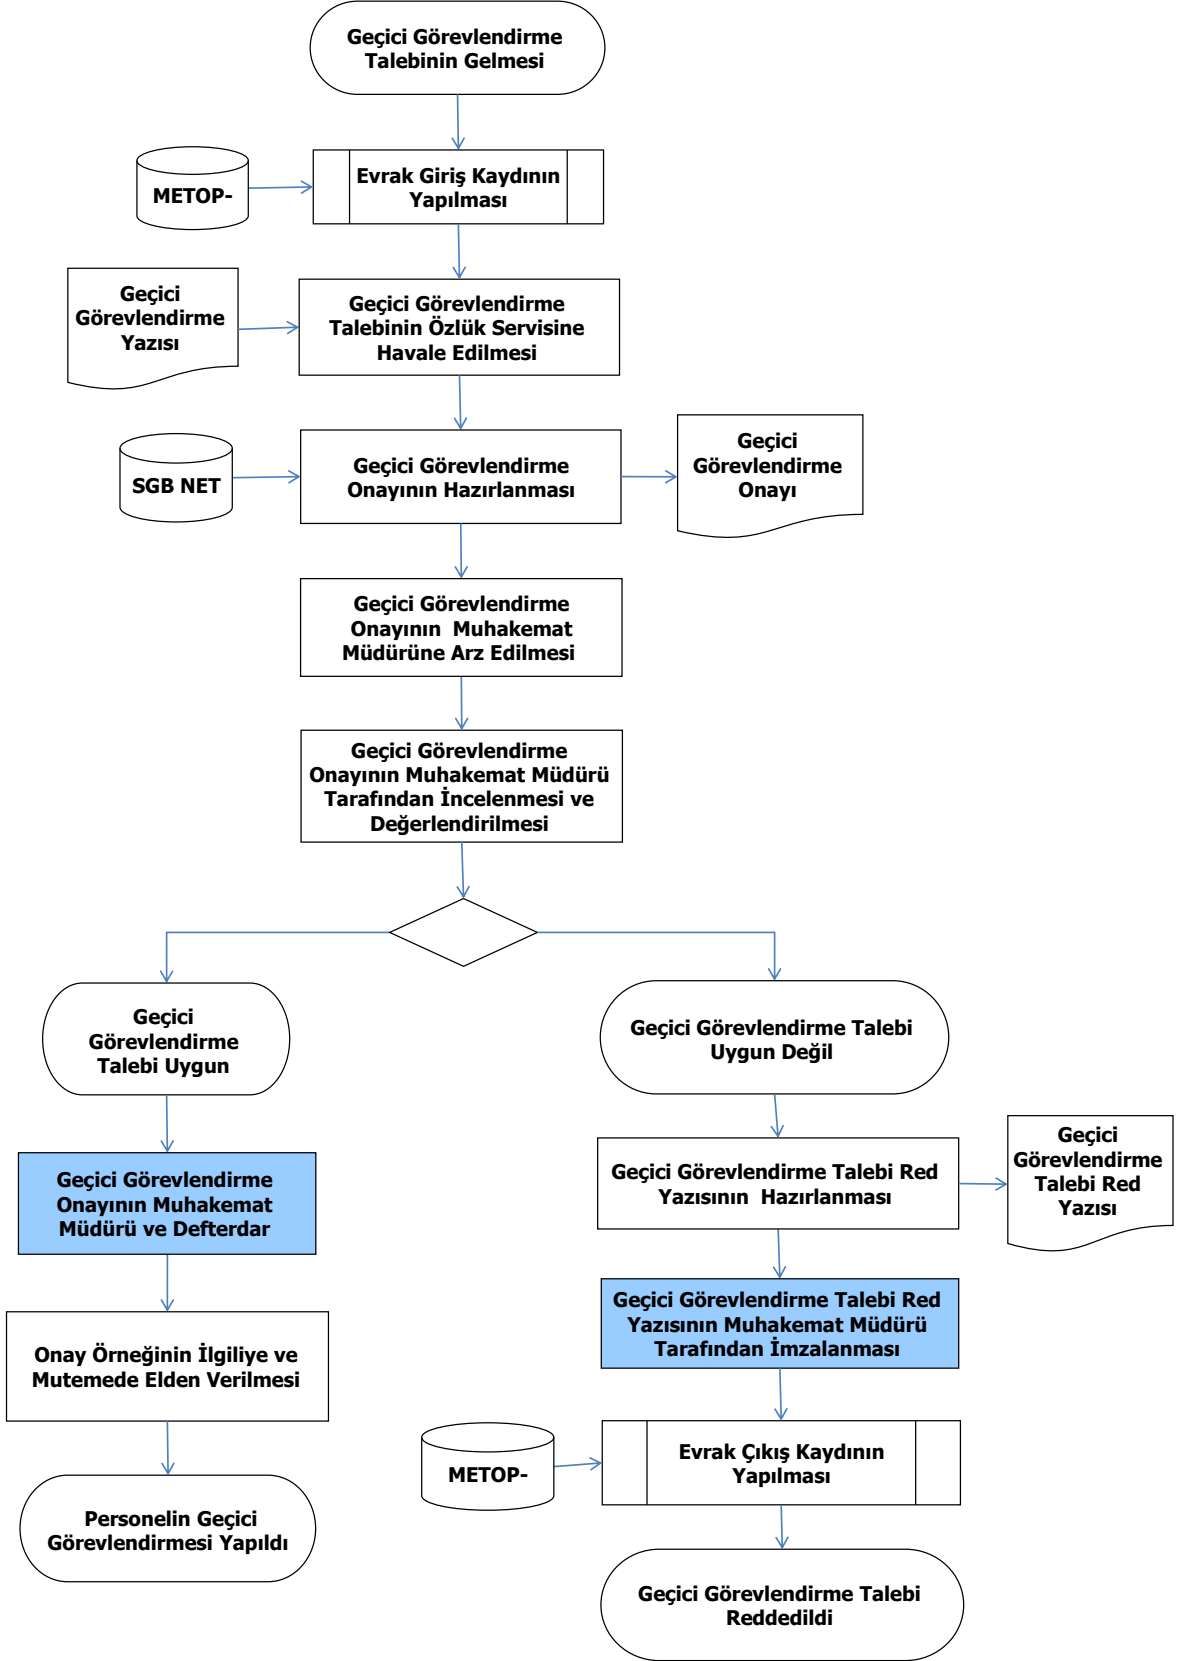 Geçici Görevlendirme
Talebinin Gelmesi
METOP-
Evrak Giriş Kaydının
Yapılması
Geçici
Görevlendirme
Yazısı
Geçici Görevlendirme
Talebinin Özlük Servisine
Havale Edilmesi
SGB NET
Geçici Görevlendirme
Onayının Hazırlanması
Geçici
Görevlendirme
Onayı
Geçici Görevlendirme
Onayının  Muhakemat
Müdürüne Arz Edilmesi
Geçici Görevlendirme
Onayının Muhakemat Müdürü
Tarafından İncelenmesi ve
Değerlendirilmesi
Geçici
Görevlendirme
Talebi Uygun
Geçici Görevlendirme Talebi
Uygun Değil
Geçici Görevlendirme
Onayının Muhakemat
Müdürü ve Defterdar
Geçici Görevlendirme Talebi Red
Yazısının  Hazırlanması
Geçici
Görevlendirme
Talebi Red
Yazısı
Geçici Görevlendirme Talebi Red
Yazısının Muhakemat Müdürü
Tarafından İmzalanması
Onay Örneğinin İlgiliye ve
Mutemede Elden Verilmesi
METOP-
Evrak Çıkış Kaydının
Yapılması
Personelin Geçici
Görevlendirmesi Yapıldı
Geçici Görevlendirme Talebi
Reddedildi